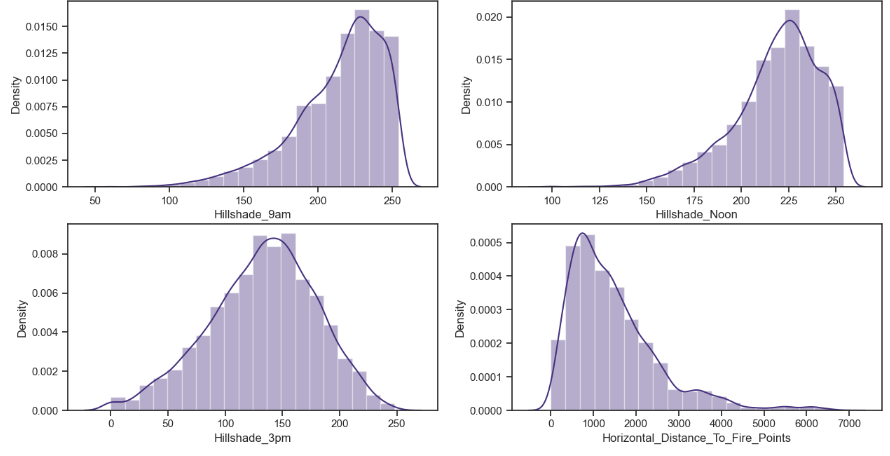 0.0150
0.0125
0.0100
0.0075
0.0050
0.0025
0.0000
Density
50 100 150 200 250
Hillshade_9am
0.020
0.015
0.010
0.005
0.000
Density
100 125 150 175 200 225 250
Hillshade_Noon
0.008
0.006
0.004
0.002
0.000
Density
0 50 100 150 200 250
Hillshade_3pm
0.0005
0.0004
0.0003
0.0002
0.0001
0.0000
Density
0 1000 2000 3000 4000 5000 6000 7000
Horizontal_Distance_To_Fire_Points